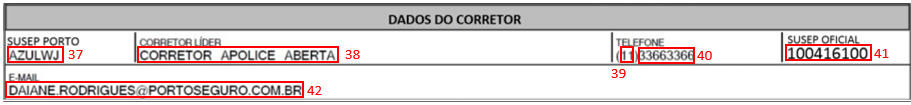 DADOS DO CORRETOR
SUSEP PORTO CORRETOR LÍDER TELEFONE SUSEP OFICIAL
AZULWJ 37 CORRETOR APOLICE ABERTA 38 (11)33663366 40 100416100 41
39
E-MAIL
DAIANE.RODRIGUES@PORTOSEGURO.COM.BR 42